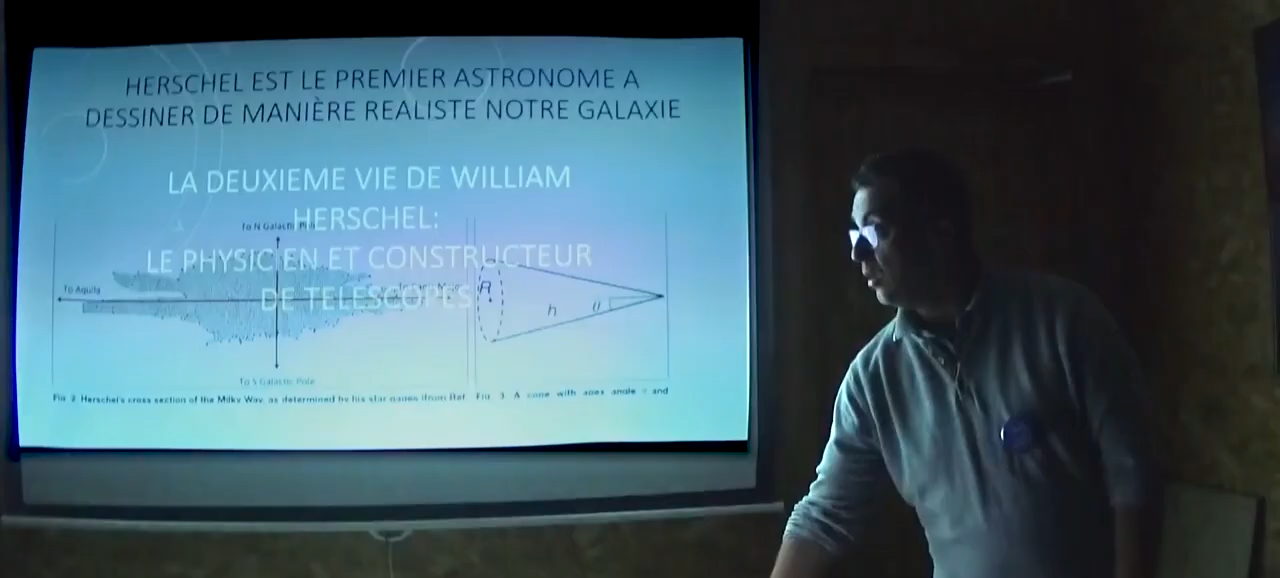 HERSCHEL EST LE PREMIER ASTRONOME A
DESSINER DE MANIÈRE REALISTE NOTRE GALAXIE
LA DEUXIEME VIE DE WILLIAM
HERSCHEL:
LE PHYSICIEN ET CONSTRUCTEUR
DE TELESCOPES
To N Galactic Pole
To Aquila
R
h
To S Galactic Pole
Fig 2 Herschel's cross section of the Milky Way as determined by his star gages (from Ref.
Fig. 3 A cone with apex angle and